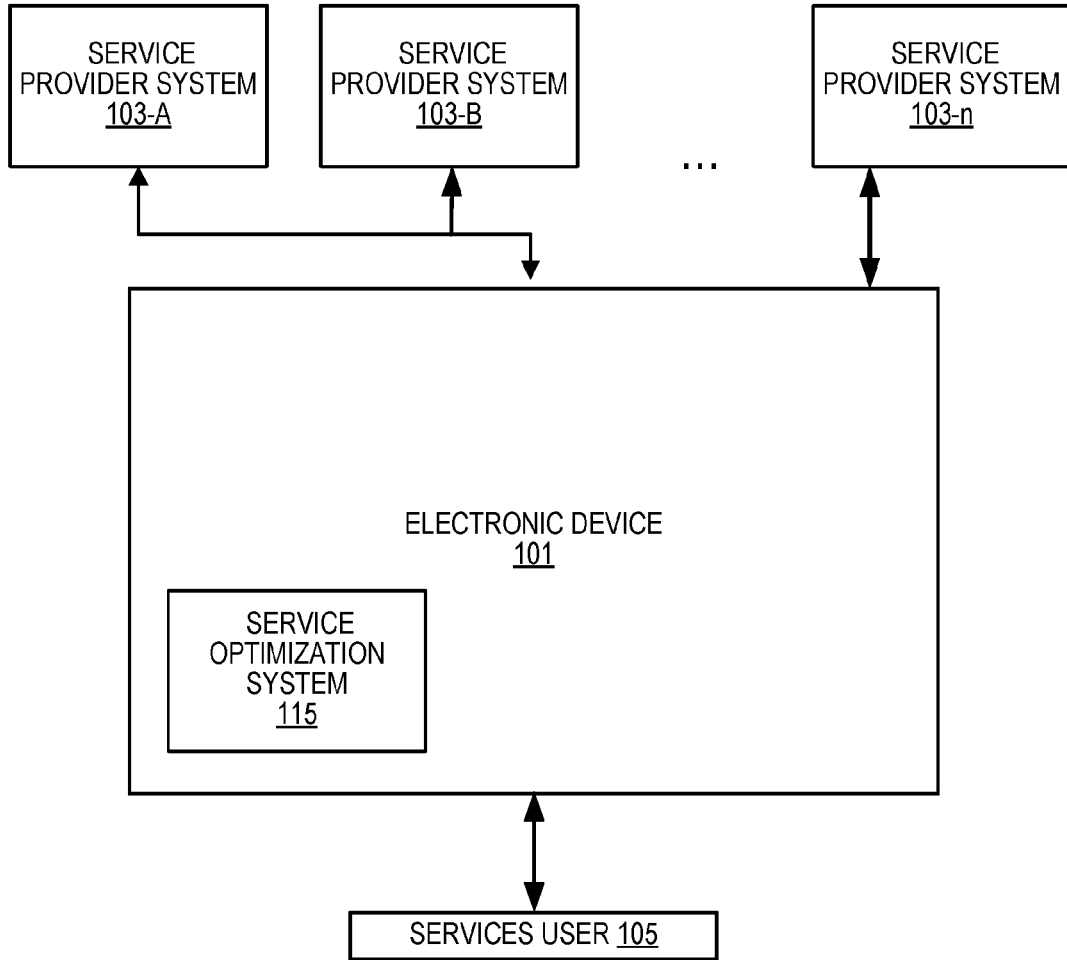 SERVICE
PROVIDER SYSTEM
103-A
SERVICE
PROVIDER SYSTEM
103-B
...
SERVICE
PROVIDER SYSTEM
103-n
ELECTRONIC DEVICE
101
SERVICE
OPTIMIZATION
SYSTEM
115
SERVICES USER 105